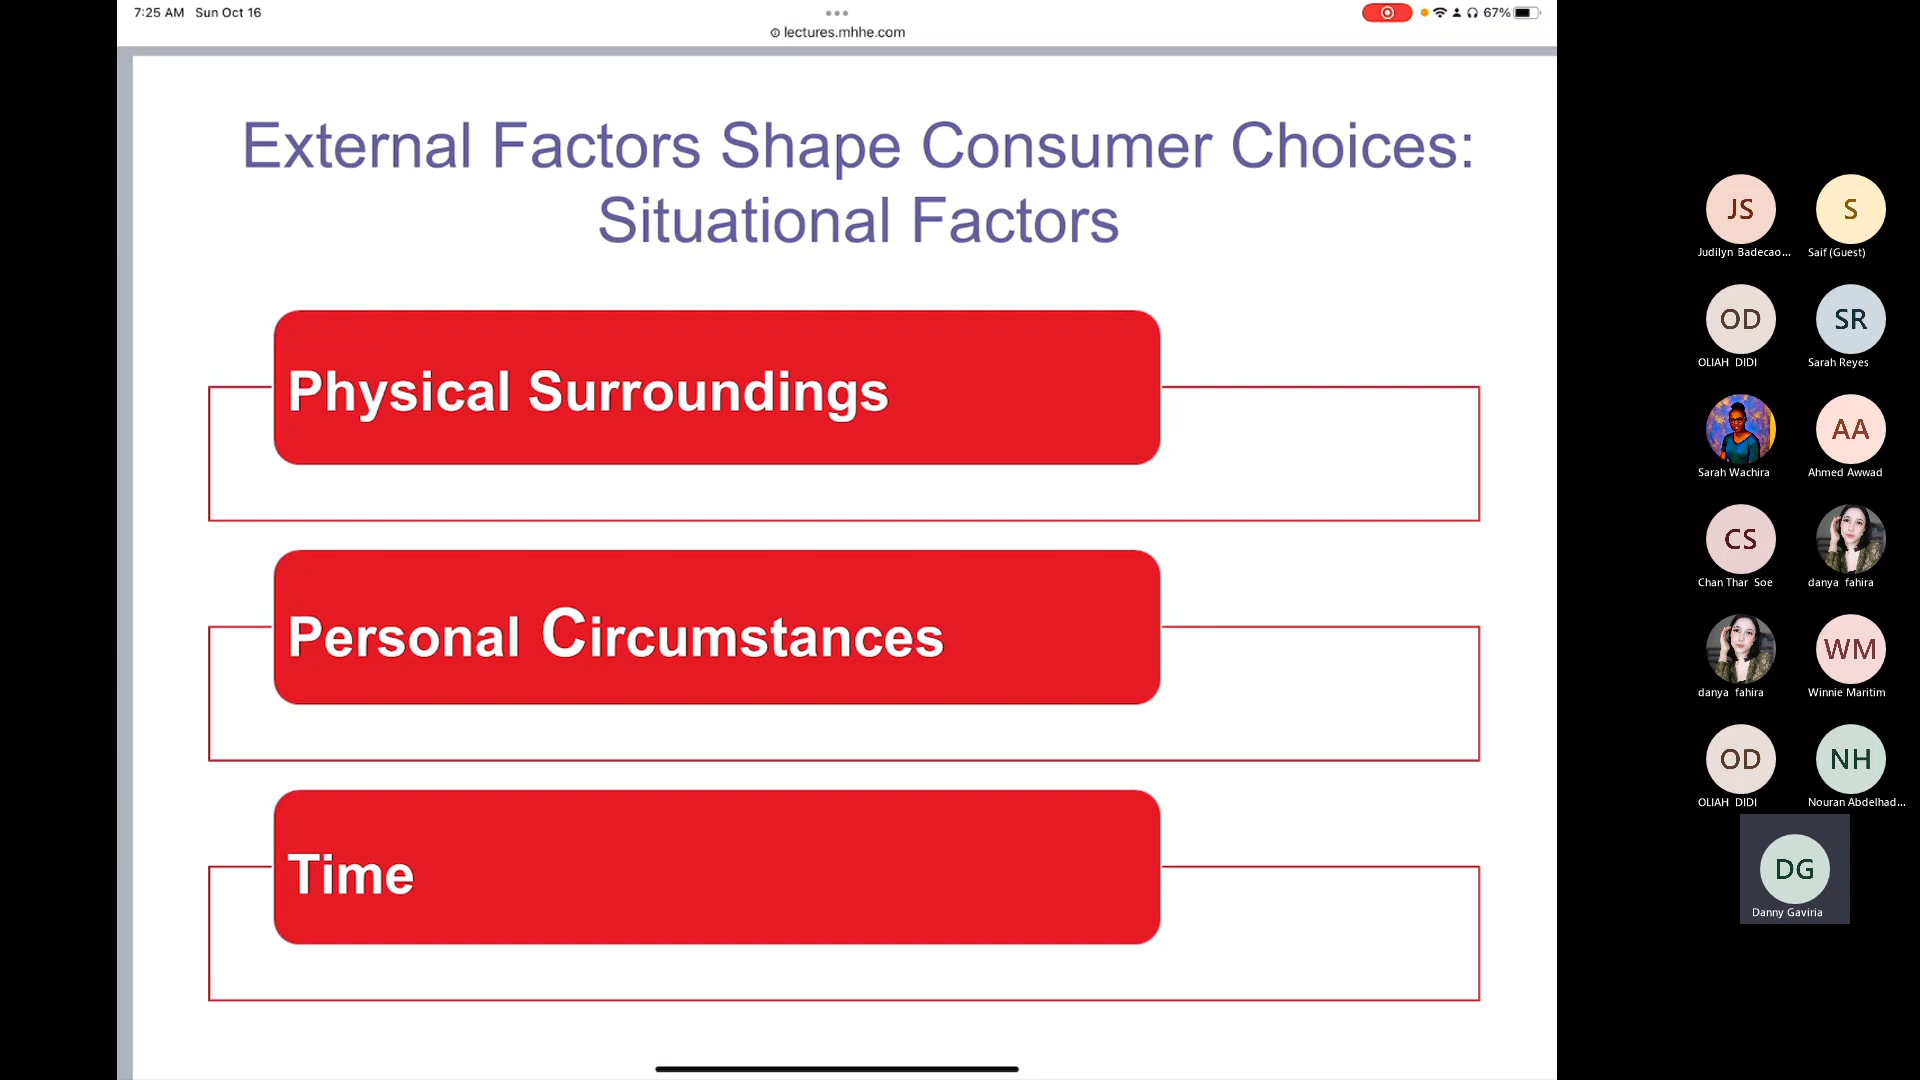 7:25 AM Sun Oct 16
67%
lectures.mhhe.com
External Factors Shape Consumer Choices:
Situational Factors
Physical Surroundings
Personal Circumstances
Time
JS
Judilyn Badecao...
S
Saif (Guest)
OD
OLIAH DIDI
SR
Sarah Reyes
Sarah Wachira
AA
Ahmed Awwad
CS
Chan Thar Soe
danya fahira
danya fahira
WM
Winnie Maritim
OD
OLIAH DIDI
NH
Nouran Abdelhad...
DG
Danny Gaviria